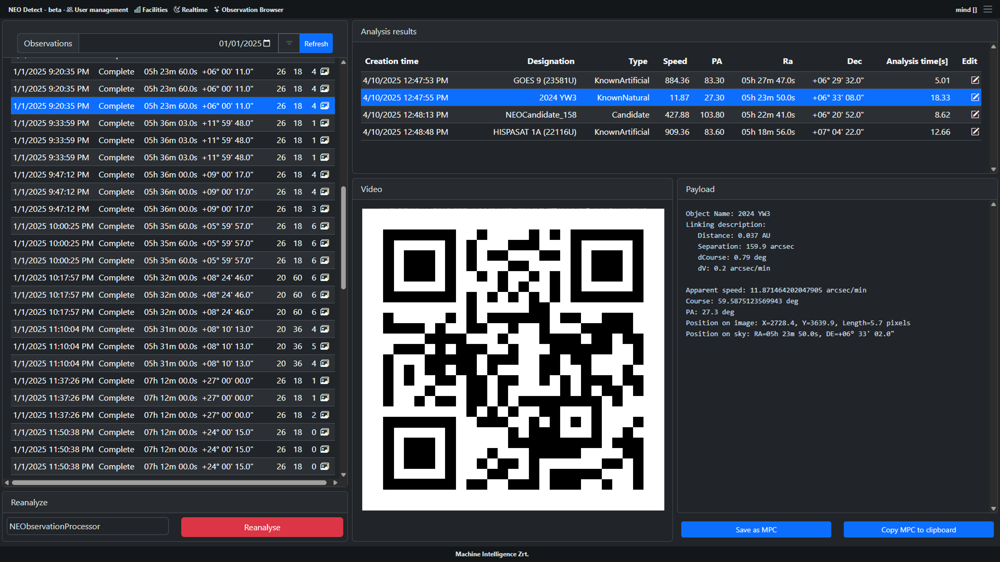 NEO Detect - beta - User management Facilities Realtime Observation Browser mind []
Observations 01/01/2025 Refresh
1/1/2025 9:20:35 PM Complete 05h 23m 60.0s +06° 00' 11.0" 26 18 4
1/1/2025 9:20:35 PM Complete 05h 23m 60.0s +06° 00' 11.0" 26 18 4
1/1/2025 9:20:35 PM Complete 05h 23m 60.0s +06° 00' 11.0" 26 18 4
1/1/2025 9:33:59 PM Complete 05h 36m 03.0s +11° 59' 48.0" 26 18 1
1/1/2025 9:33:59 PM Complete 05h 36m 03.0s +11° 59' 48.0" 26 18 1
1/1/2025 9:33:59 PM Complete 05h 36m 03.0s +11° 59' 48.0" 26 18 1
1/1/2025 9:47:12 PM Complete 05h 36m 00.0s +09° 00' 17.0" 26 18 4
1/1/2025 9:47:12 PM Complete 05h 36m 00.0s +09° 00' 17.0" 26 18 4
1/1/2025 9:47:12 PM Complete 05h 36m 00.0s +09° 00' 17.0" 26 18 3
1/1/2025 10:00:25 PM Complete 05h 35m 60.0s +05° 59' 57.0" 26 18 6
1/1/2025 10:00:25 PM Complete 05h 35m 60.0s +05° 59' 57.0" 26 18 6
1/1/2025 10:00:25 PM Complete 05h 35m 60.0s +05° 59' 57.0" 26 18 6
1/1/2025 10:17:57 PM Complete 05h 32m 00.0s +08° 24' 46.0" 20 60 6
1/1/2025 10:17:57 PM Complete 05h 32m 00.0s +08° 24' 46.0" 20 60 6
1/1/2025 10:17:57 PM Complete 05h 32m 00.0s +08° 24' 46.0" 20 60 6
1/1/2025 11:10:04 PM Complete 05h 31m 00.0s +08° 10' 13.0" 20 36 4
1/1/2025 11:10:04 PM Complete 05h 31m 00.0s +08° 10' 13.0" 20 36 5
1/1/2025 11:10:04 PM Complete 05h 31m 00.0s +08° 10' 13.0" 20 36 4
1/1/2025 11:37:26 PM Complete 07h 12m 00.0s +27° 00' 00.0" 26 18 1
1/1/2025 11:37:26 PM Complete 07h 12m 00.0s +27° 00' 00.0" 26 18 1
1/1/2025 11:37:26 PM Complete 07h 12m 00.0s +27° 00' 00.0" 26 18 2
1/1/2025 11:50:38 PM Complete 07h 12m 00.0s +24° 00' 15.0" 26 18 0
1/1/2025 11:50:38 PM Complete 07h 12m 00.0s +24° 00' 15.0" 26 18 0
1/1/2025 11:50:38 PM Complete 07h 12m 00.0s +24° 00' 15.0" 26 18 0
Reanalyze
NEObservationProcessor Reanalyse
Analysis results
Creation time Designation Type Speed PA Ra Dec Analysis time[s] Edit
4/10/2025 12:47:53 PM GOES 9 (23581U) KnownArtificial 884.36 83.30 05h 27m 47.0s +06° 29' 32.0" 5.01
4/10/2025 12:47:55 PM 2024 YW3 KnownNatural 11.87 27.30 05h 23m 50.0s +06° 33' 08.0" 18.33
4/10/2025 12:48:13 PM NEOCandidate_158 Candidate 427.88 103.80 05h 22m 41.0s +06° 20' 52.0" 8.62
4/10/2025 12:48:48 PM HISPASAT 1A (22116U) KnownArtificial 909.36 83.60 05h 18m 56.0s +07° 04' 22.0" 12.66
Video
Payload
Object Name: 2024 YW3
Linking description:
Distance: 0.037 AU
Separation: 159.9 arcsec
dCourse: 0.79 deg
dV: 0.2 arcsec/min
Apparent speed: 11.871464202047905 arcsec/min
Course: 59.5875123569943 deg
PA: 27.3 deg
Position on image: X=2728.4, Y=3639.9, Length=5.7 pixels
Position on sky: RA=05h 23m 50.0s, DE=+06° 33' 02.0"
Save as MPC Copy MPC to clipboard
Machine Intelligence Zrt.